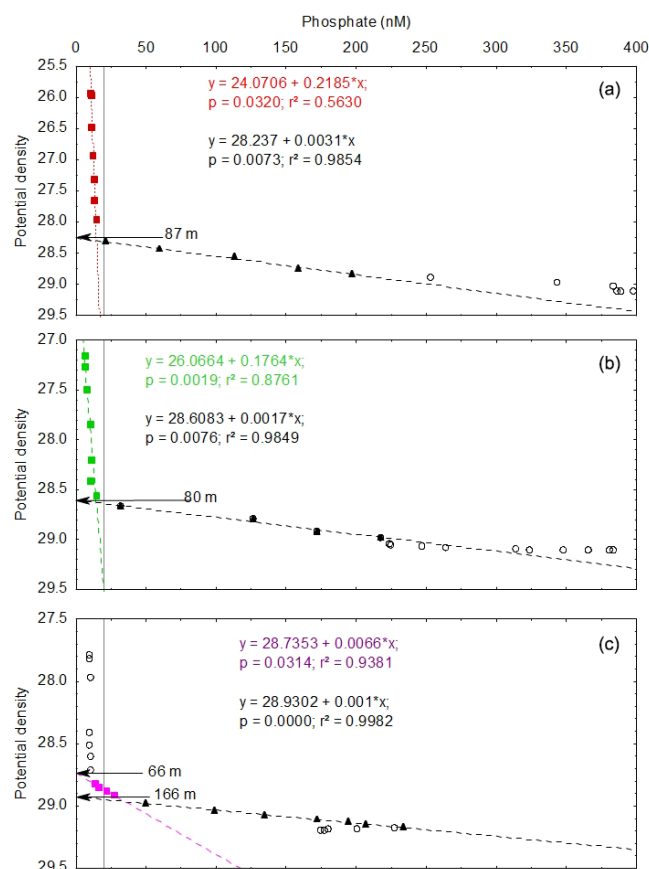 Phosphate (nM)
0 50 100 150 200 250 300 350 400
25.5
26.0
26.5
27.0
27.5
28.0
28.5
29.0
29.5
Potential density
(a)
y = 24.0706 + 0.2185*x;
p = 0.0320; r² = 0.5630
y = 28.237 + 0.0031*x
p = 0.0073; r² = 0.9854
87 m
27.0
27.5
28.0
28.5
29.0
29.5
Potential density
(b)
y = 26.0664 + 0.1764*x;
p = 0.0019; r² = 0.8761
y = 28.6083 + 0.0017*x;
p = 0.0076; r² = 0.9849
80 m
27.5
28.0
28.5
29.0
29.5
Potential density
(c)
y = 28.7353 + 0.0066*x;
p = 0.0314; r² = 0.9381
y = 28.9302 + 0.001*x;
p = 0.0000; r² = 0.9982
66 m
166 m